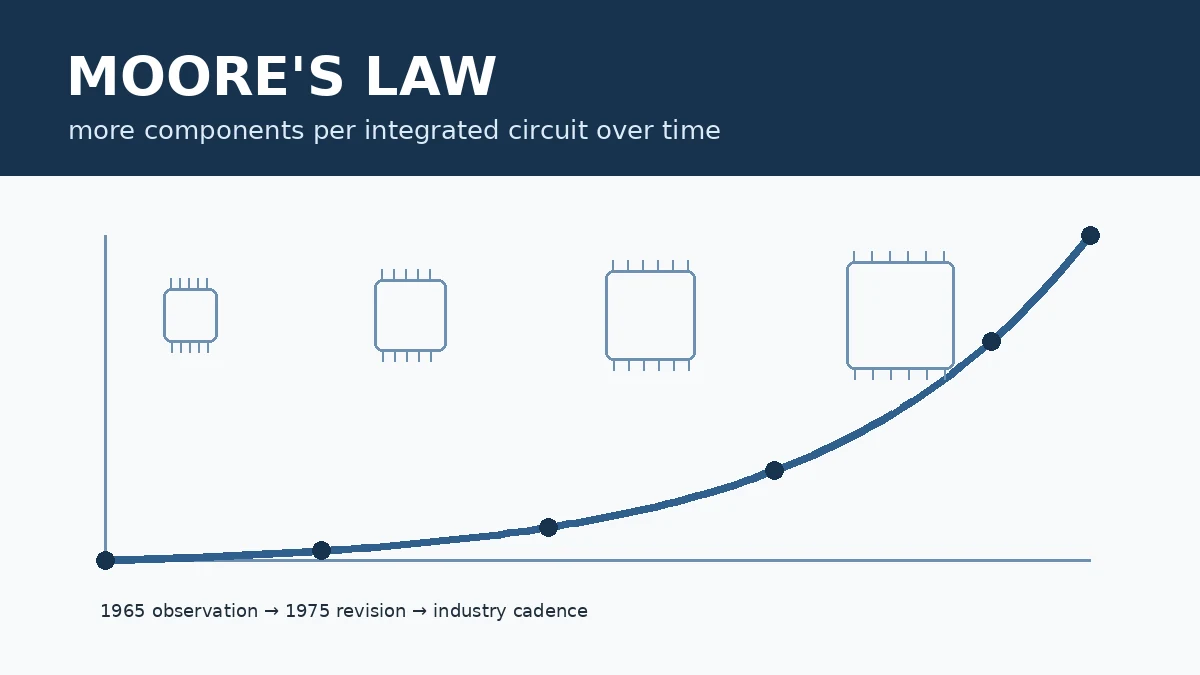 MOORE'S LAW
more components per integrated circuit over time
1965 observation → 1975 revision → industry cadence